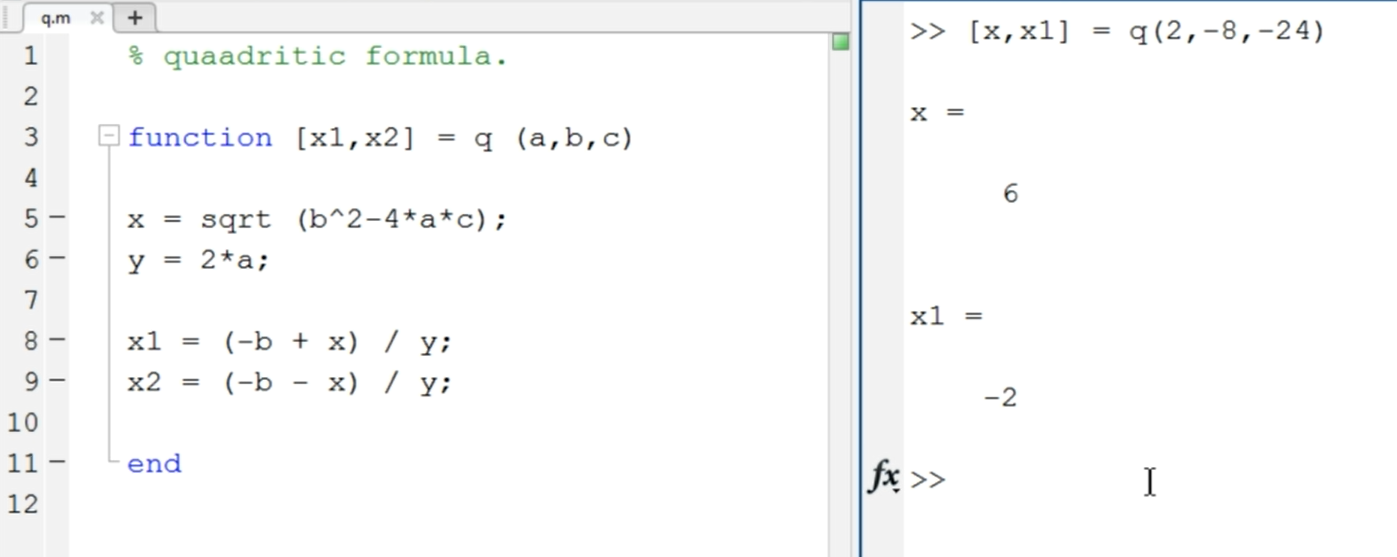 q.m × +
1 % quaadritic formula.
2
3 function [x1,x2] = q (a,b,c)
4
5 − x = sqrt (b^2-4*a*c);
6 − y = 2*a;
7
8 − x1 = (-b + x) / y;
9 − x2 = (-b - x) / y;
10
11 − end
12
>> [x,x1] = q(2,-8,-24)
x =
6
x1 =
-2
fx >>